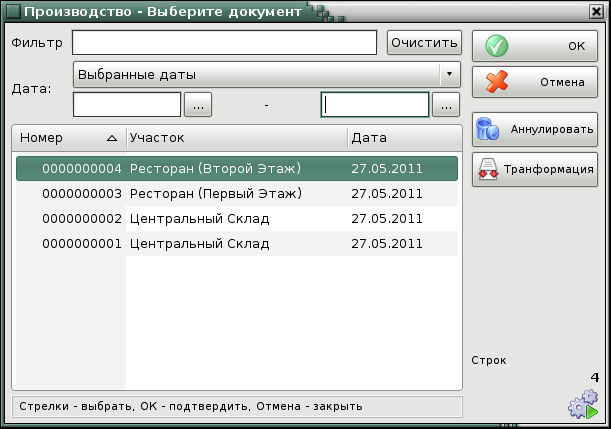 Производство - Выберите документ
Фильтр
Очистить
ОК
Дата:
Выбранные даты
Отмена
... - ...
Аннулировать
Транформация
Номер Участок Дата
0000000004 Ресторан (Второй Этаж) 27.05.2011
0000000003 Ресторан (Первый Этаж) 27.05.2011
0000000002 Центральный Склад 27.05.2011
0000000001 Центральный Склад 27.05.2011
Строк
4
Стрелки - выбрать, ОК - подтвердить, Отмена - закрыть